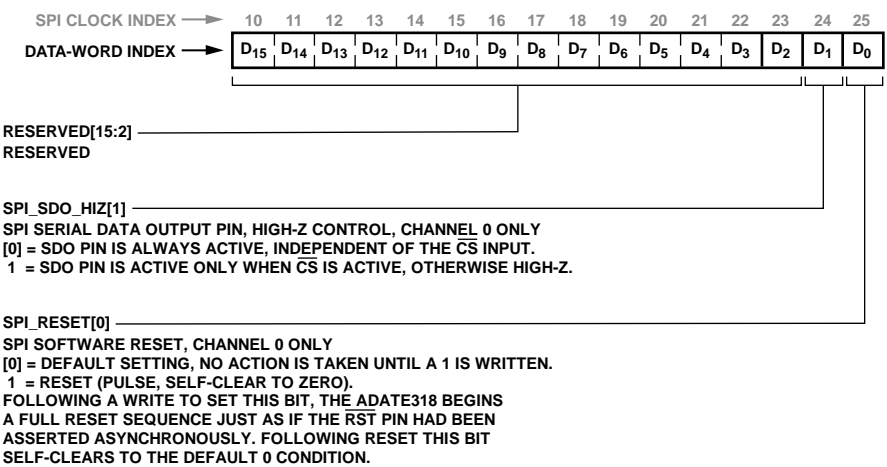 SPI CLOCK INDEX 10 11 12 13 14 15 16 17 18 19 20 21 22 23 24 25
DATA-WORD INDEX D15 D14 D13 D12 D11 D10 D9 D8 D7 D6 D5 D4 D3 D2 D1 D0
RESERVED[15:2]
RESERVED
SPI_SDO_HIZ[1]
SPI SERIAL DATA OUTPUT PIN, HIGH-Z CONTROL, CHANNEL 0 ONLY
[0] = SDO PIN IS ALWAYS ACTIVE, INDEPENDENT OF THE C̅S̅ INPUT.
1 = SDO PIN IS ACTIVE ONLY WHEN C̅S̅ IS ACTIVE, OTHERWISE HIGH-Z.
SPI_RESET[0]
SPI SOFTWARE RESET, CHANNEL 0 ONLY
[0] = DEFAULT SETTING, NO ACTION IS TAKEN UNTIL A 1 IS WRITTEN.
1 = RESET (PULSE, SELF-CLEAR TO ZERO).
FOLLOWING A WRITE TO SET THIS BIT, THE ADATE318 BEGINS
A FULL RESET SEQUENCE JUST AS IF THE R̅S̅T̅ PIN HAD BEEN
ASSERTED ASYNCHRONOUSLY. FOLLOWING RESET THIS BIT
SELF-CLEARS TO THE DEFAULT 0 CONDITION.